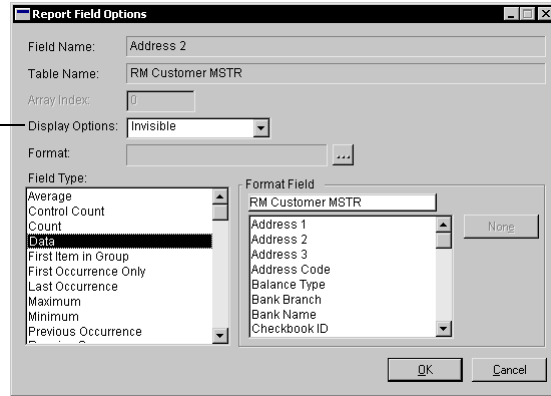 Report Field Options
Field Name: Address 2
Table Name: RM Customer MSTR
Array Index: 0
Display Options: Invisible
Format: ...
Field Type:
Average
Control Count
Count
Data
First Item in Group
First Occurrence Only
Last Occurrence
Maximum
Minimum
Previous Occurrence
Format Field
RM Customer MSTR
Address 1
Address 2
Address 3
Address Code
Balance Type
Bank Branch
Bank Name
Checkbook ID
None
OK Cancel